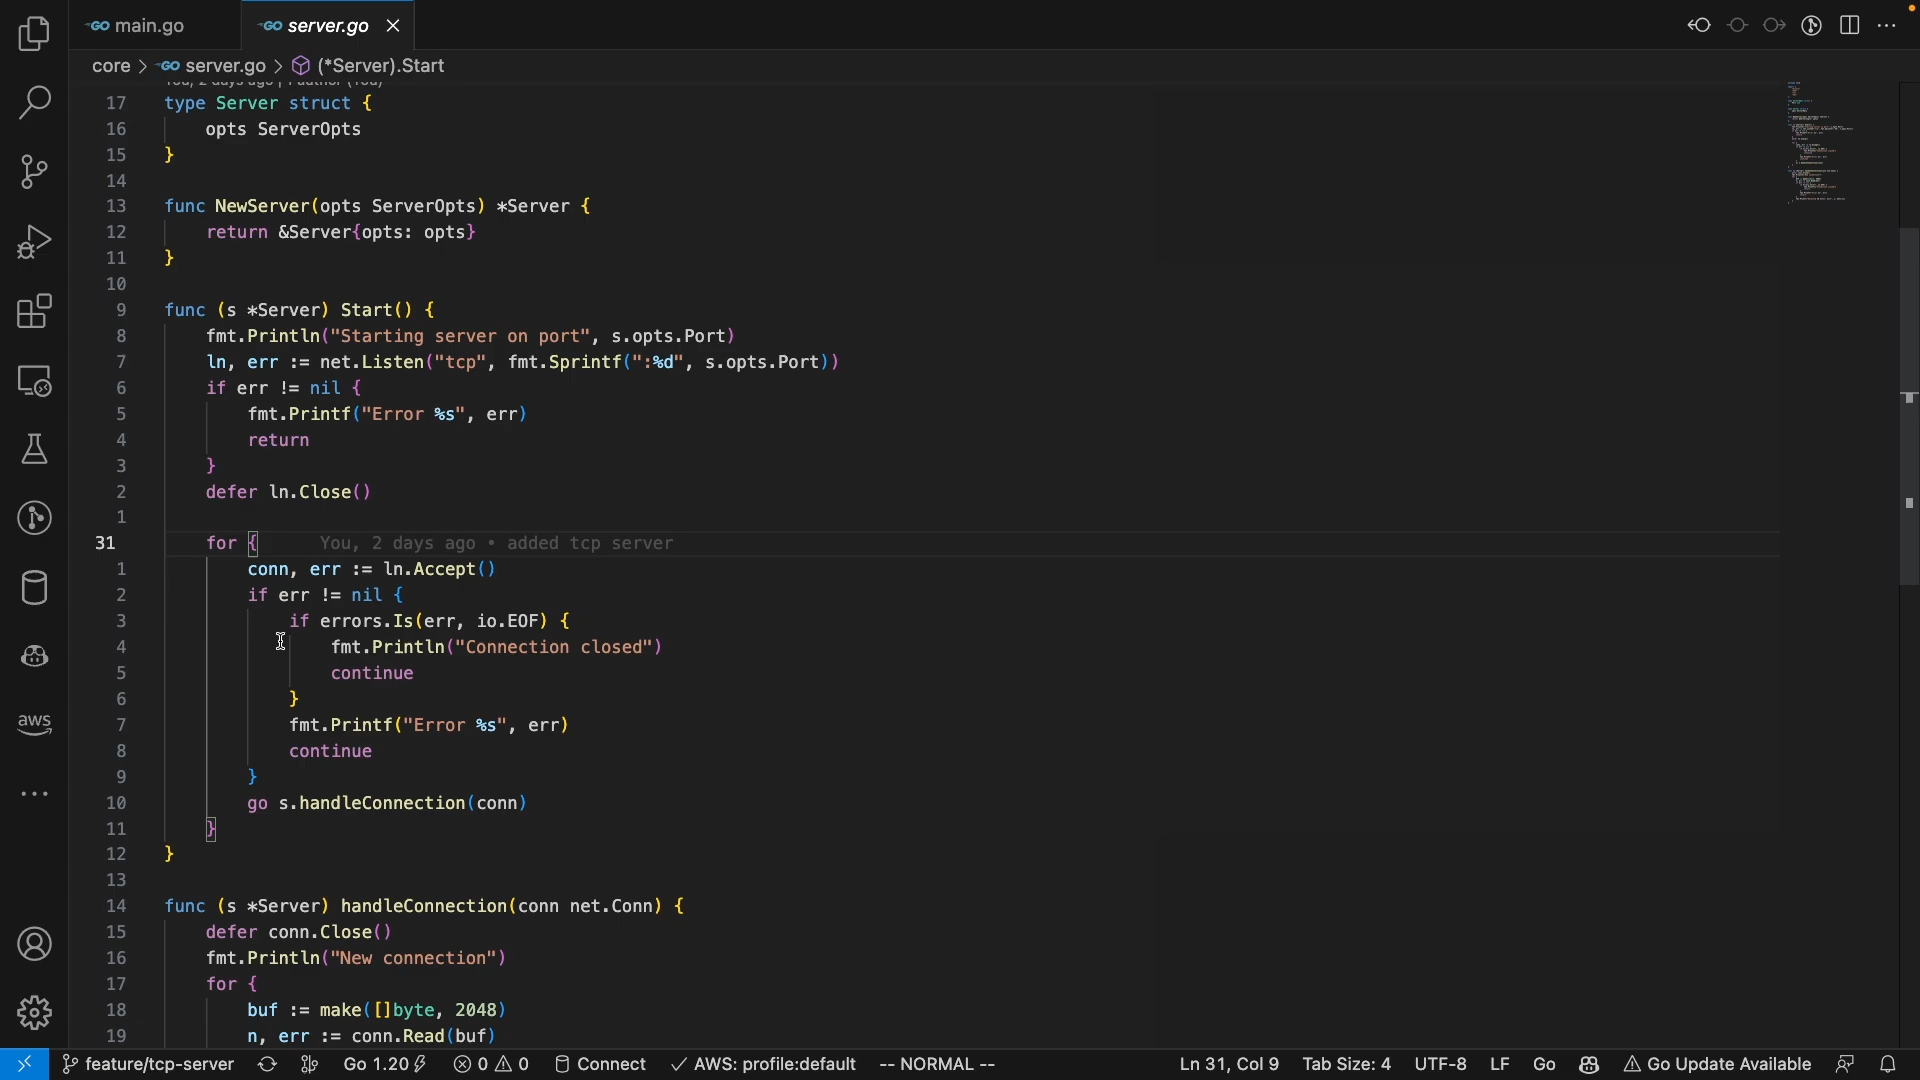 main.go
server.go
core > server.go > (*Server).Start
17 type Server struct {
16 opts ServerOpts
15 }
14
13 func NewServer(opts ServerOpts) *Server {
12 return &Server{opts: opts}
11 }
10
9 func (s *Server) Start() {
8 fmt.Println("Starting server on port", s.opts.Port)
7 ln, err := net.Listen("tcp", fmt.Sprintf(":%d", s.opts.Port))
6 if err != nil {
5 fmt.Printf("Error %s", err)
4 return
3 }
2 defer ln.Close()
1
31 for { You, 2 days ago • added tcp server
1 conn, err := ln.Accept()
2 if err != nil {
3 if errors.Is(err, io.EOF) {
4 fmt.Println("Connection closed")
5 continue
6 }
7 fmt.Printf("Error %s", err)
8 continue
9 }
10 go s.handleConnection(conn)
11 }
12 }
13
14 func (s *Server) handleConnection(conn net.Conn) {
15 defer conn.Close()
16 fmt.Println("New connection")
17 for {
18 buf := make([]byte, 2048)
19 n, err := conn.Read(buf)
aws
feature/tcp-server Go 1.20 0 0 Connect AWS: profile:default -- NORMAL -- Ln 31, Col 9 Tab Size: 4 UTF-8 LF Go Go Update Available